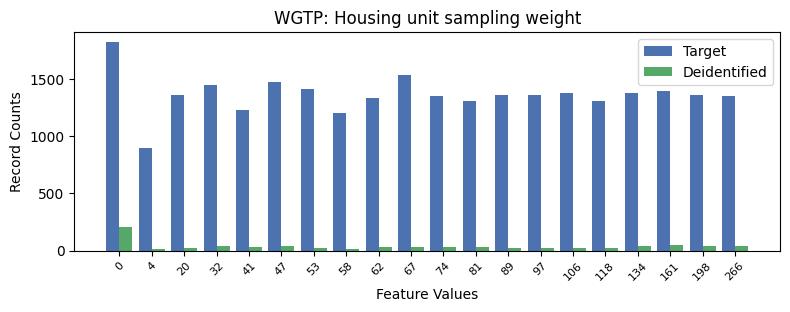 WGTP: Housing unit sampling weight
Target
Deidentified
Record Counts
1500
1000
500
0
0 4 20 32 41 47 53 58 62 67 74 81 89 97 106 118 134 161 198 266
Feature Values